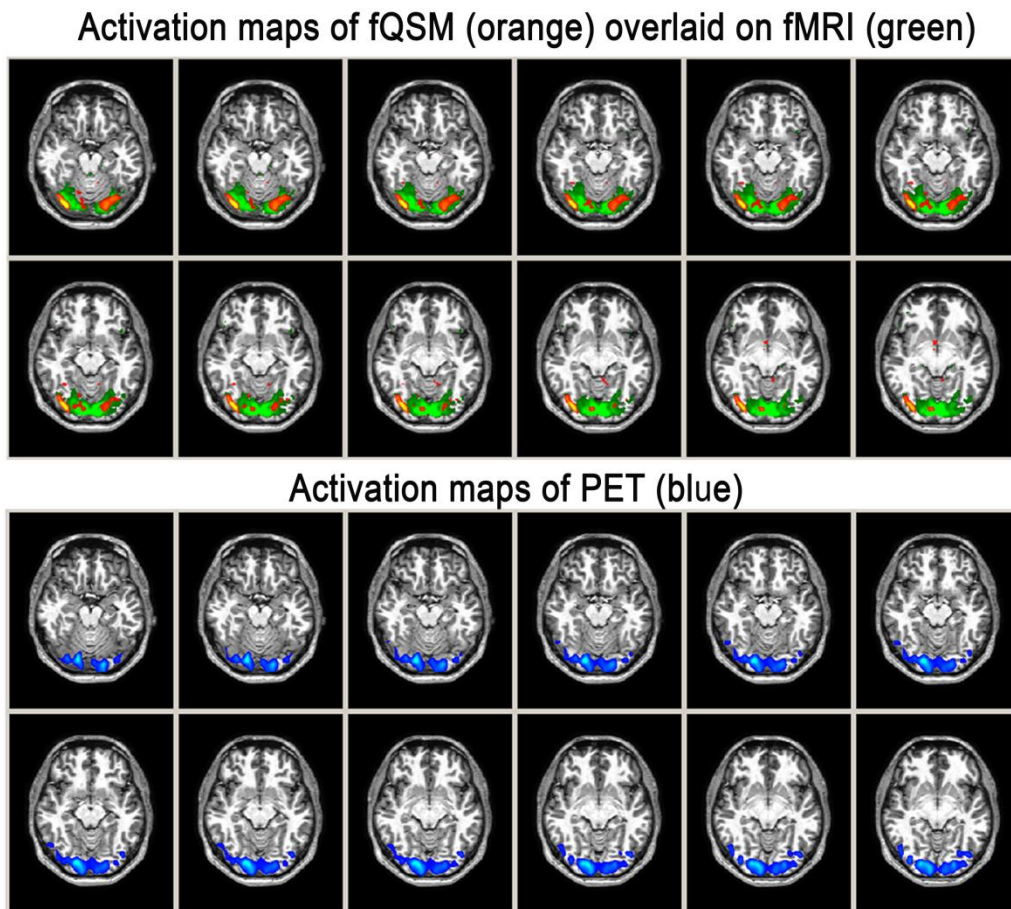 Activation maps of fQSM (orange) overlaid on fMRI (green)
Activation maps of PET (blue)